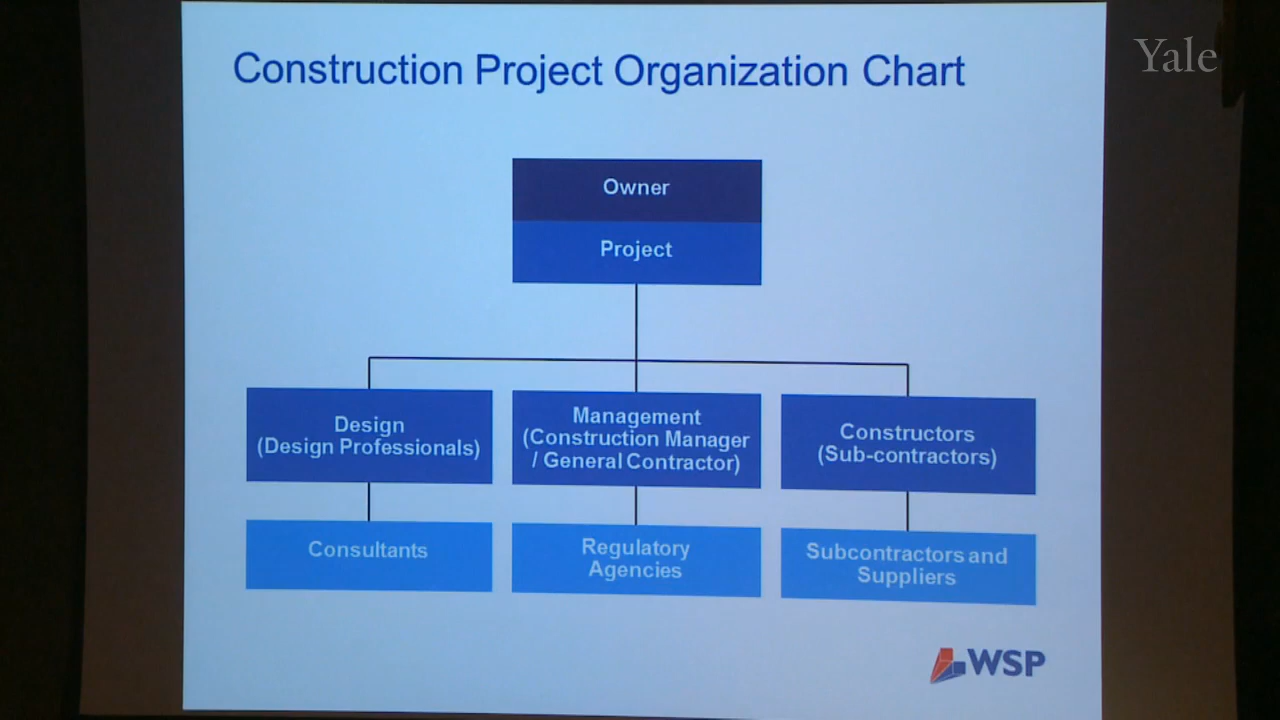 Construction Project Organization Chart
Yale
Owner
Project
Design
(Design Professionals)
Management
(Construction Manager
/ General Contractor)
Constructors
(Sub-contractors)
Consultants
Regulatory
Agencies
Subcontractors and
Suppliers
WSP